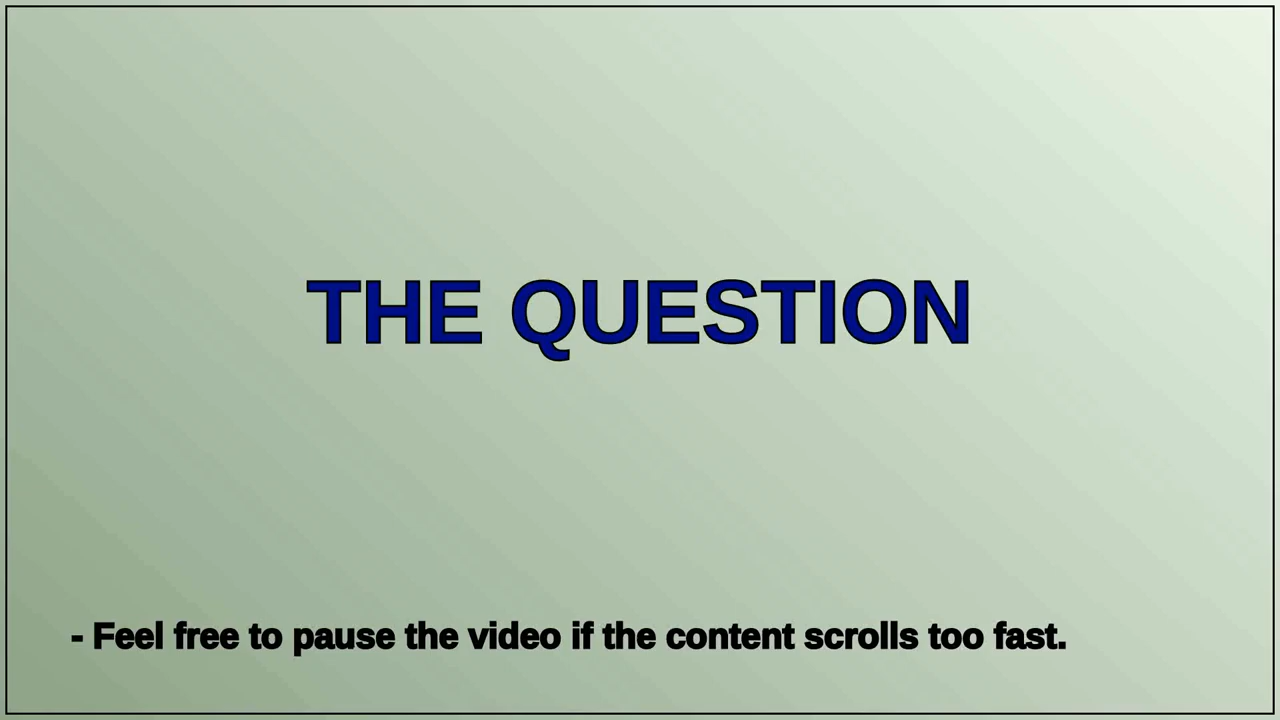 THE QUESTION
- Feel free to pause the video if the content scrolls too fast.